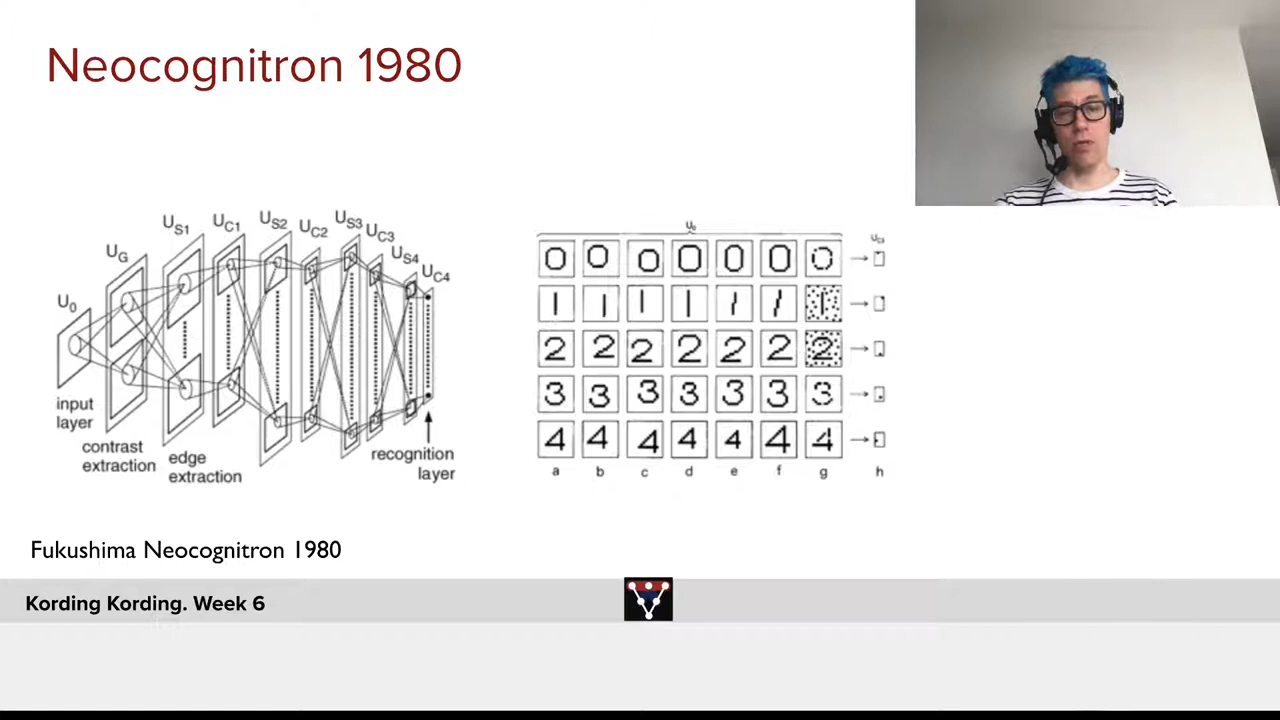 Neocognitron 1980
U0
UG
US1
UC1
US2
UC2
US3
UC3
US4
UC4
input
layer
contrast
extraction
edge
extraction
recognition
layer
0 0 0 0 0 0 0
1 1 1 1 1 1 1
2 2 2 2 2 2 2
3 3 3 3 3 3 3
4 4 4 4 4 4 4
a b c d e f g h
Fukushima Neocognitron 1980
Kording Kording. Week 6